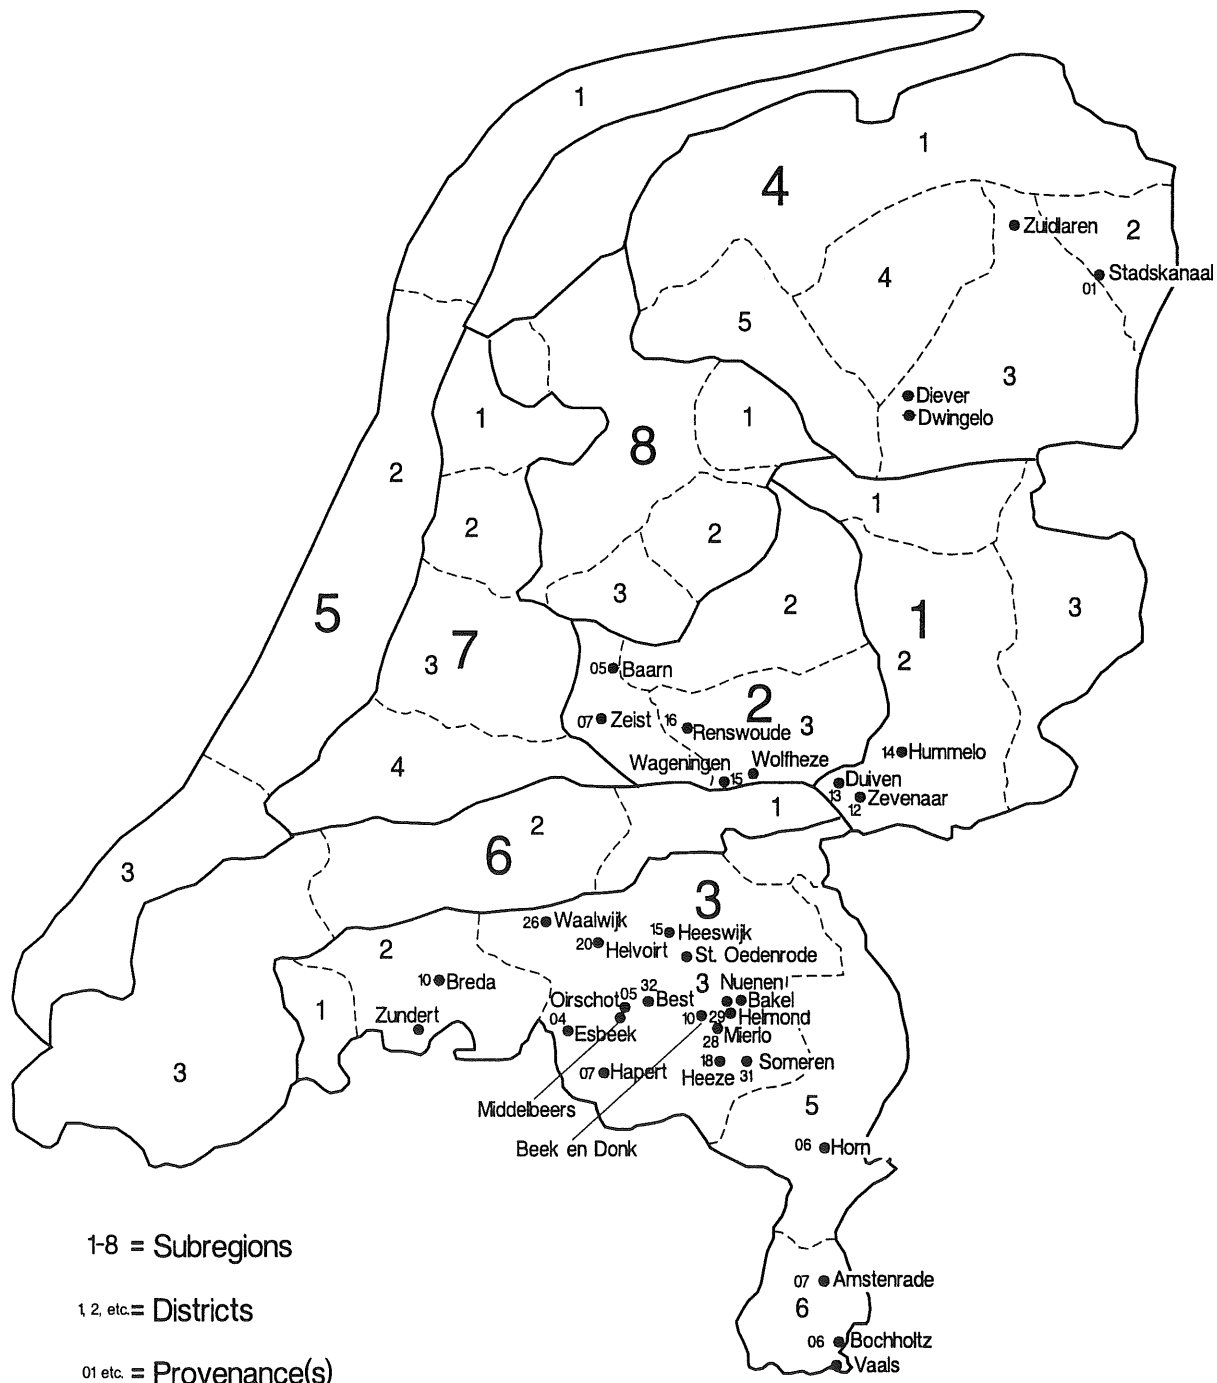 1
1
4
Zuidlaren
2
4
Stadskanaal
01
5
3
Diever
1
1
Dwingelo
8
2
1
2
2
3
2
3
5
1
7
3
2
05 Baarn
2
07 Zeist
16
3
Renswoude
14 Hummelo
Wageningen
Wolfheze
4
15
Duiven
13
Zevenaar
12
1
2
6
3
3
26 Waalwijk
15 Heeswijk
20
Helvoirt
2
St. Oedenrode
10 Breda
32
3
Nuenen
Oirschot
05
Best
Bakel
1
Zundert
04
10
29
Helmond
Esbeek
28
Mierlo
3
07 Hapert
18
Someren
Heeze
31
Middelbeers
5
Beek en Donk
06 Horn
1-8 = Subregions
07 Amstenrade
1, 2, etc. = Districts
6
06 Bochholtz
Vaals
01 etc. = Provenance(s)